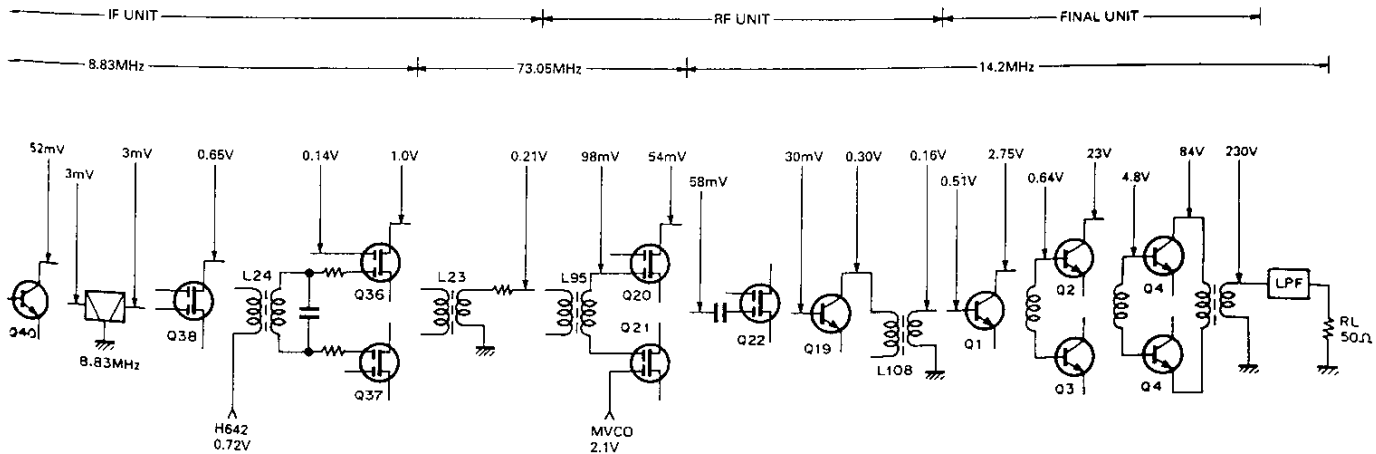 IF UNIT RF UNIT FINAL UNIT
8.83MHz 73.05MHz 14.2MHz
52mV 3mV 0.65V 0.14V 1.0V 0.21V 98mV 54mV 30mV 0.30V 0.16V 2.75V 23V 84V 230V
3mV 58mV 0.51V 0.64V 4.8V
L24 Q36 L23 L95 Q20 Q2 Q4 LPF
Q40 Q38 Q21 Q22 Q19 Q1 RL
50Ω
8.83MHz Q37 L108 Q3 Q4
H642 MVCO
0.72V 2.1V